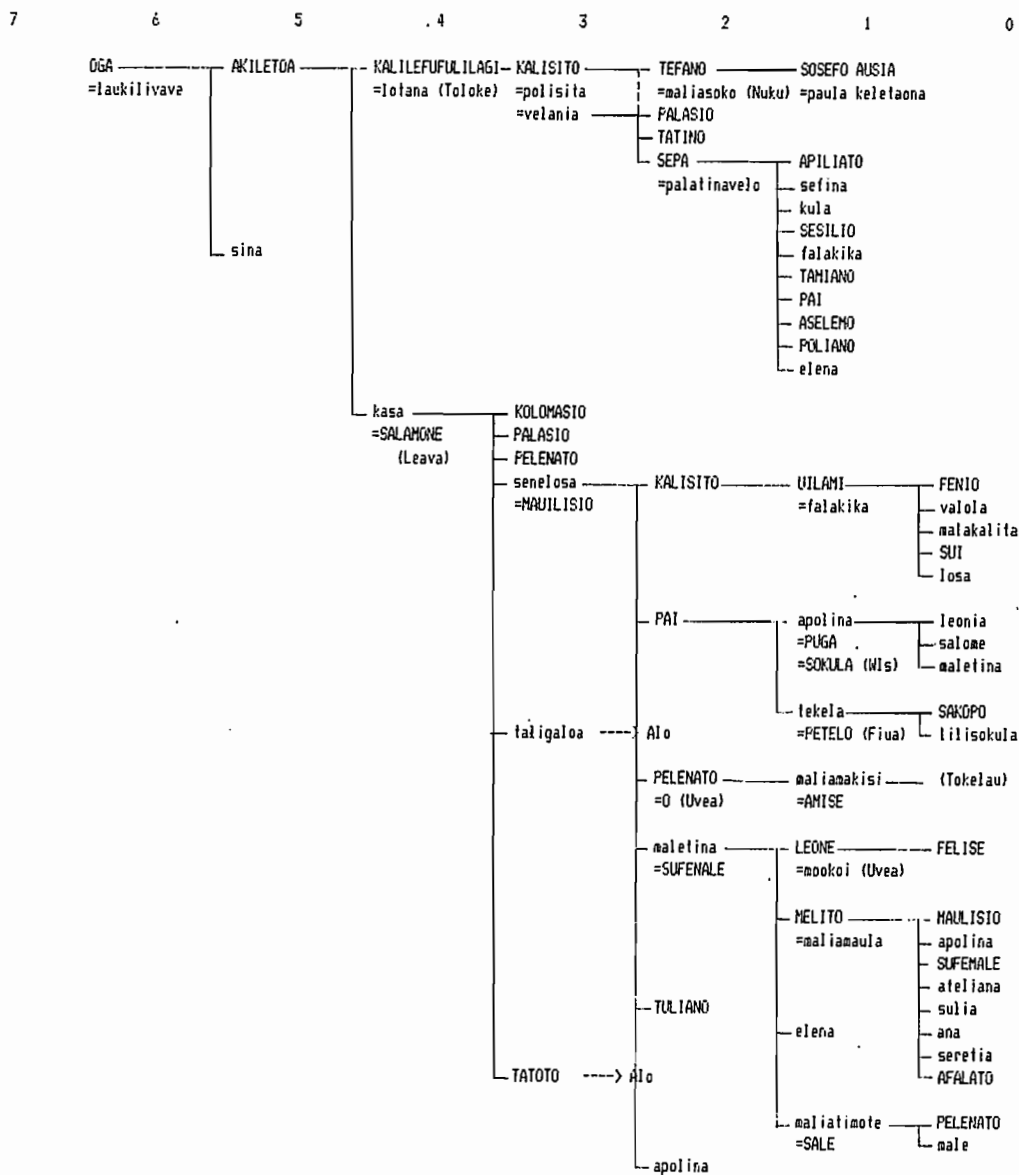 7 6 5 . 4 3 2 1 0
OGA AKILETOA KALILEFUFULILAGI KALISITO TEFANO SOSEFO AUSIA
=laukilivava =lotana (Toloke) =polisita =maliasoko (Nuku) =paula keletaona
=velania PALASIO
TATINO
SEPA APILIATO
=palatinavelo sefina
kula
SESILIO
sina falakika
TAMIANO
PAI
ASELEMO
POLIANO
elena
kasa KOLOMASIO
=SALAMONE PALASIO
(Leava) PELENATO
senelosa KALISITO UILAMI FENIO
=MAUILISIO =falakika valola
malakalita
SUI
losa
PAI apolina leonia
=PUGA salome
=SOKULA (Wls) maletina
tekela SAKOPO
taligaloa ----> Alo =PETELO (Fiua) lilisokula
PELENATO maliamakisi (Tokelau)
=O (Uvea) =AMISE
maletina LEONE FELISE
=SUFENALE =mookoi (Uvea)
MELITO MAULISIO
=maliamaula apolina
SUFEMALE
ateliana
TULIANO sulia
elena ana
seretia
TATOTO ----> Alo AFALATO
maliatimote PELENATO
=SALE male
apolina